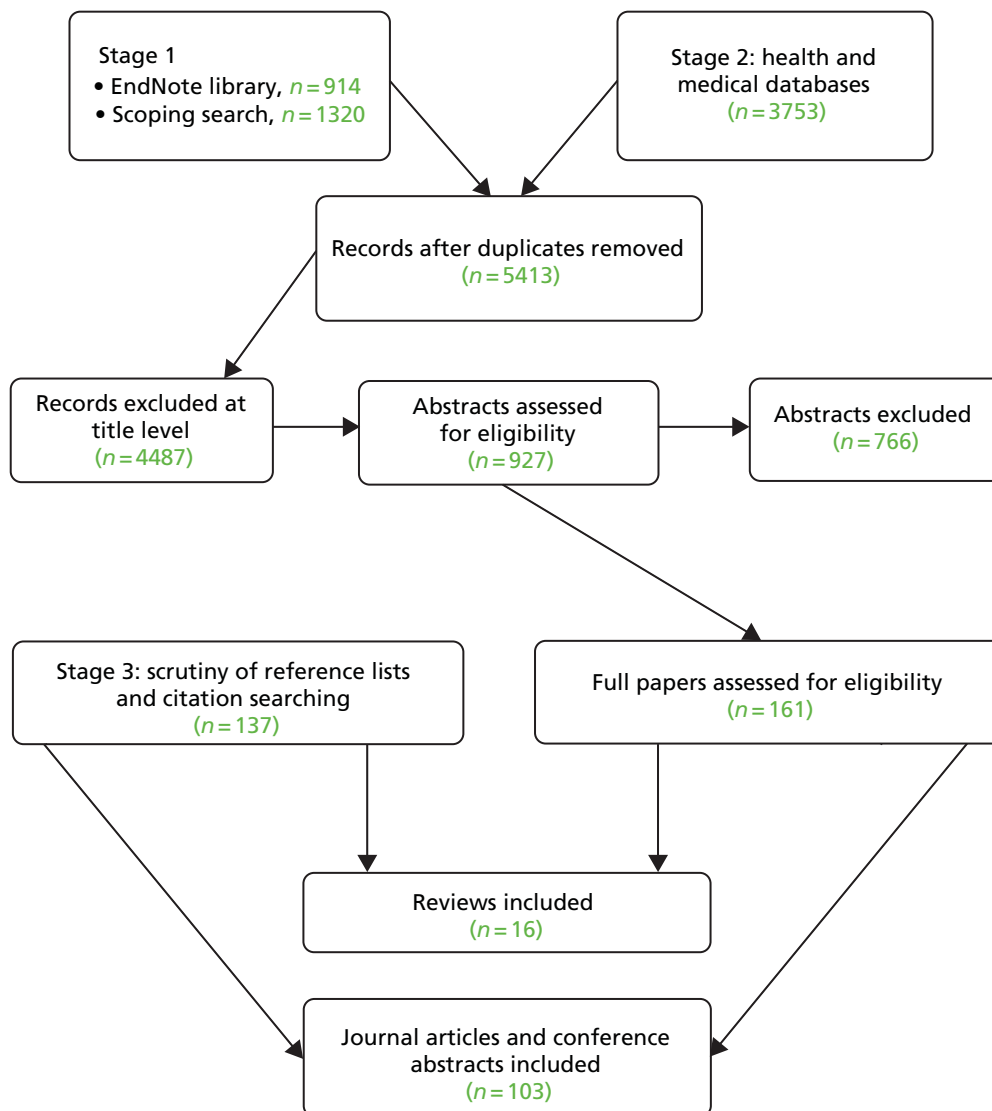 Stage 1
• EndNote library, n=914
• Scoping search, n=1320
Stage 2: health and
medical databases
(n=3753)
Records after duplicates removed
(n=5413)
Records excluded at
title level
(n=4487)
Abstracts assessed
for eligibility
(n=927)
Abstracts excluded
(n=766)
Stage 3: scrutiny of reference lists
and citation searching
(n=137)
Full papers assessed for eligibility
(n=161)
Reviews included
(n=16)
Journal articles and conference
abstracts included
(n=103)